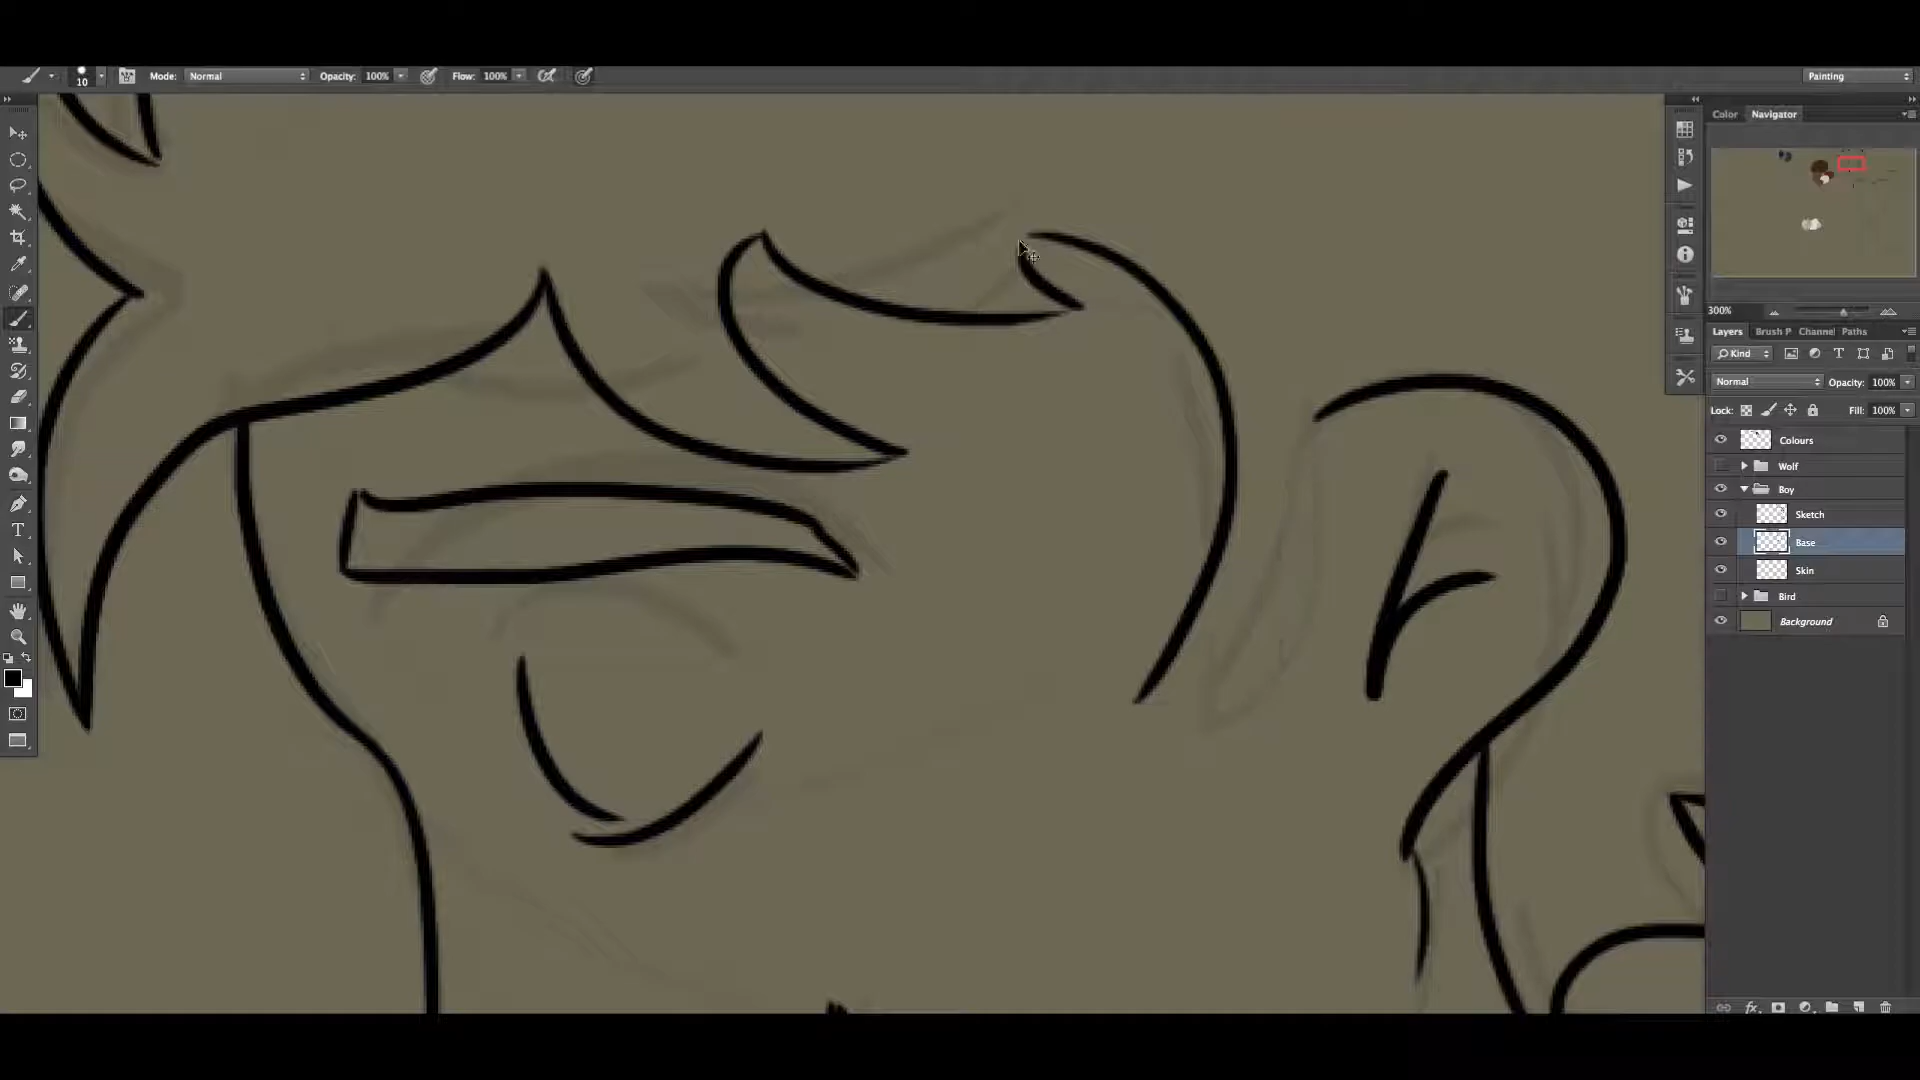 10 Mode: Normal Opacity: 100% Flow: 100% Painting
Color Navigator
300%
Layers Brush P Channel Paths
Kind
Normal Opacity: 100%
Lock: Fill: 100%
Colours
Wolf
Boy
Sketch
Base
Skin
Bird
Background